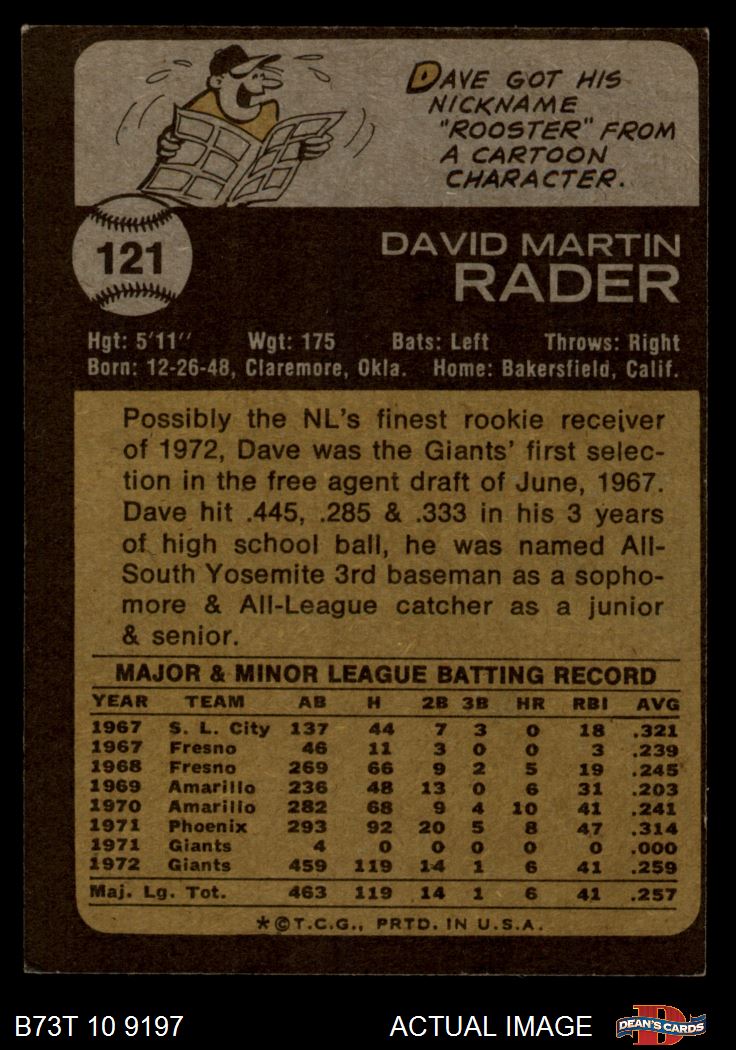 DAVE GOT HIS
NICKNAME
"ROOSTER" FROM
A CARTOON
CHARACTER.
121
DAVID MARTIN
RADER
Hgt: 5'11" Wgt: 175 Bats: Left Throws: Right
Born: 12-26-48, Claremore, Okla. Home: Bakersfield, Calif.
Possibly the NL's finest rookie receiver
of 1972, Dave was the Giants' first selec-
tion in the free agent draft of June, 1967.
Dave hit .445, .285 & .333 in his 3 years
of high school ball, he was named All-
South Yosemite 3rd baseman as a sopho-
more & All-League catcher as a junior
& senior.
MAJOR & MINOR LEAGUE BATTING RECORD
YEAR TEAM AB H 2B 3B HR RBI AVG
1967 S. L. City 137 44 7 3 0 18 .321
1967 Fresno 46 11 3 0 0 3 .239
1968 Fresno 269 66 9 2 5 19 .245
1969 Amarillo 236 48 13 0 6 31 .203
1970 Amarillo 282 68 9 4 10 41 .241
1971 Phoenix 293 92 20 5 8 47 .314
1971 Giants 4 0 0 0 0 0 .000
1972 Giants 459 119 14 1 6 41 .259
Maj. Lg. Tot. 463 119 14 1 6 41 .257
*©T.C.G., PRTD. IN U.S.A.
B73T 10 9197 ACTUAL IMAGE D DEAN'S CARDS